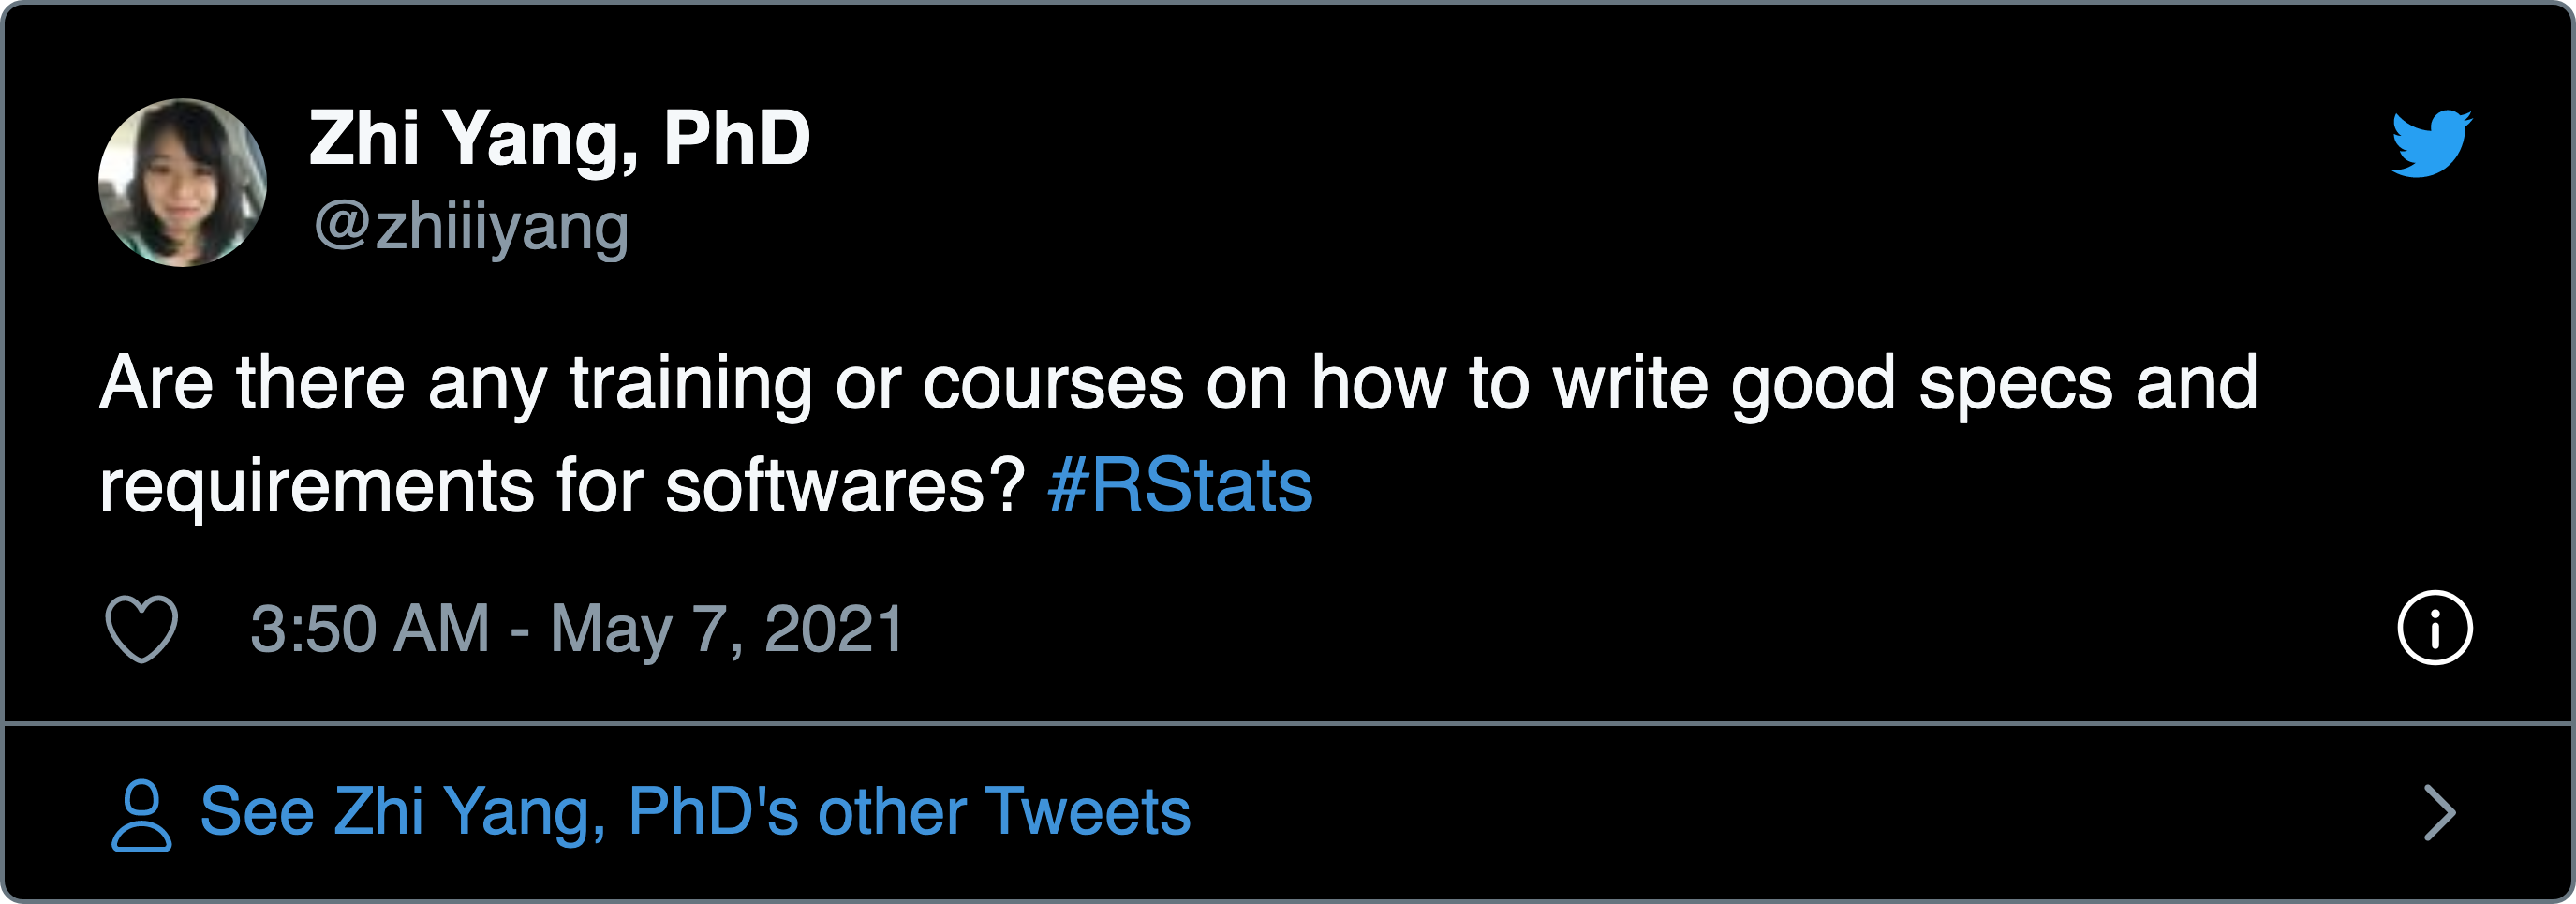 Zhi Yang, PhD
@zhiiiyang
Are there any training or courses on how to write good specs and
requirements for softwares? #RStats
3:50 AM - May 7, 2021
See Zhi Yang, PhD's other Tweets